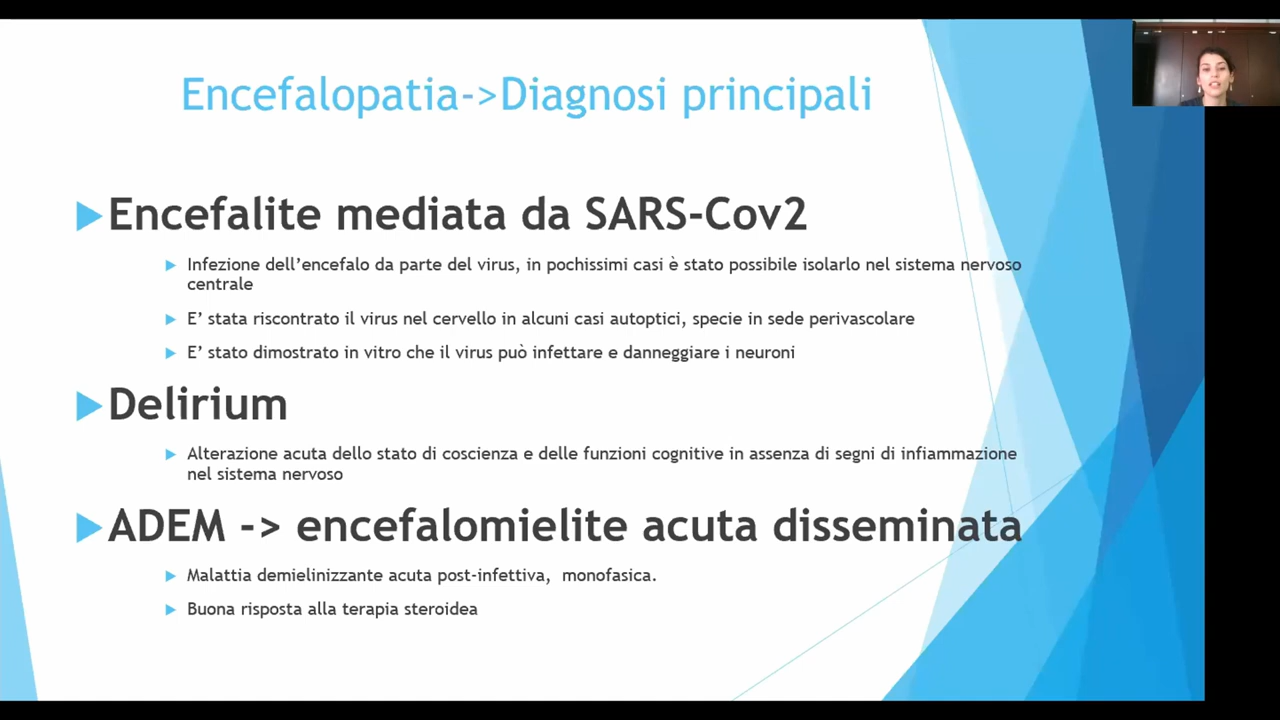 Encefalopatia->Diagnosi principali
Encefalite mediata da SARS-Cov2
Infezione dell’encefalo da parte del virus, in pochissimi casi è stato possibile isolarlo nel sistema nervoso
centrale
E’ stata riscontrato il virus nel cervello in alcuni casi autoptici, specie in sede perivascolare
E’ stato dimostrato in vitro che il virus può infettare e danneggiare i neuroni
Delirium
Alterazione acuta dello stato di coscienza e delle funzioni cognitive in assenza di segni di infiammazione
nel sistema nervoso
ADEM -> encefalomielite acuta disseminata
Malattia demielinizzante acuta post-infettiva, monofasica.
Buona risposta alla terapia steroidea